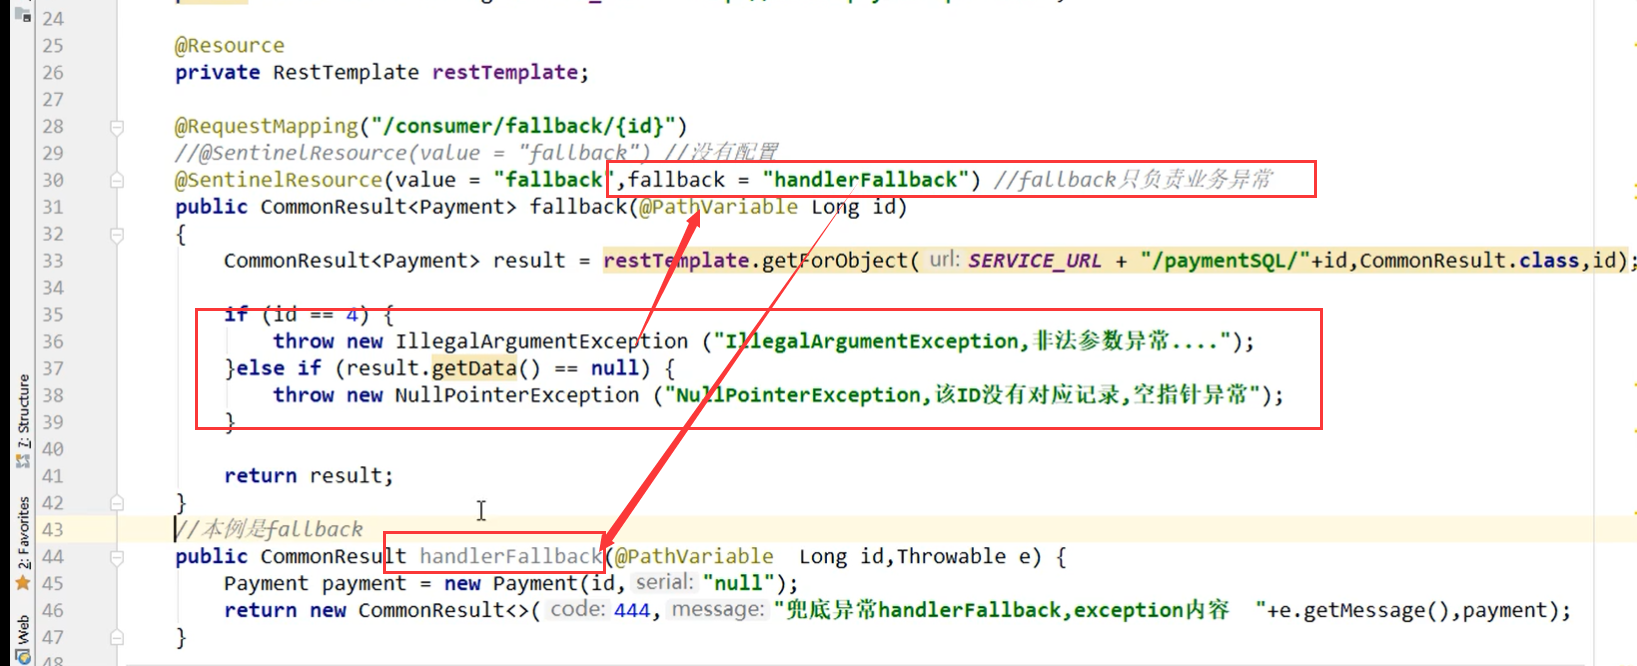 24
25 @Resource
26 private RestTemplate restTemplate;
27
28 @RequestMapping("/consumer/fallback/{id}")
29 //@SentinelResource(value = "fallback") //没有配置
30 @SentinelResource(value = "fallback",fallback = "handlerFallback") //fallback只负责业务异常
31 public CommonResult<Payment> fallback(@PathVariable Long id)
32 {
33 CommonResult<Payment> result = restTemplate.getForObject( url: SERVICE_URL + "/paymentSQL/"+id,CommonResult.class,id);
34
35 if (id == 4) {
36 throw new IllegalArgumentException ("IllegalArgumentException,非法参数异常....");
37 }else if (result.getData() == null) {
38 throw new NullPointerException ("NullPointerException,该ID没有对应记录,空指针异常");
39 }
40
41 return result;
42 }
43 //本例是fallback
44 public CommonResult handlerFallback(@PathVariable Long id,Throwable e) {
45 Payment payment = new Payment(id, serial: "null");
46 return new CommonResult<>( code: 444, message: "兜底异常handlerFallback,exception内容 "+e.getMessage(),payment);
47 }
48
7: Structure
2: Favorites
Web